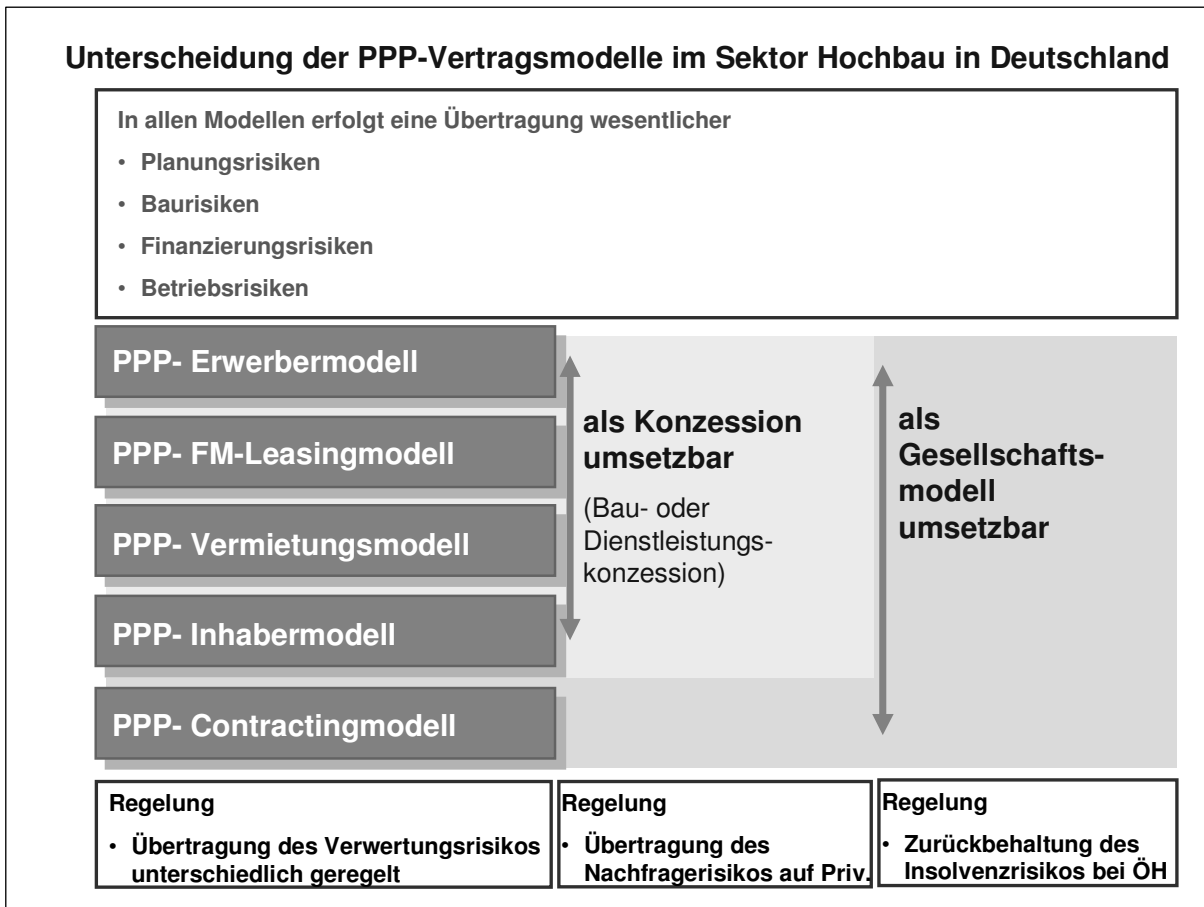 Unterscheidung der PPP-Vertragsmodelle im Sektor Hochbau in Deutschland
In allen Modellen erfolgt eine Übertragung wesentlicher
• Planungsrisiken
• Baurisiken
• Finanzierungsrisiken
• Betriebsrisiken
PPP- Erwerbermodell
PPP- FM-Leasingmodell
PPP- Vermietungsmodell
PPP- Inhabermodell
PPP- Contractingmodell
als Konzession
umsetzbar
(Bau- oder
Dienstleistungs-
konzession)
als
Gesellschafts-
modell
umsetzbar
Regelung
• Übertragung des Verwertungsrisikos
unterschiedlich geregelt
Regelung
• Übertragung des
Nachfragerisikos auf Priv.
Regelung
• Zurückbehaltung des
Insolvenzrisikos bei ÖH